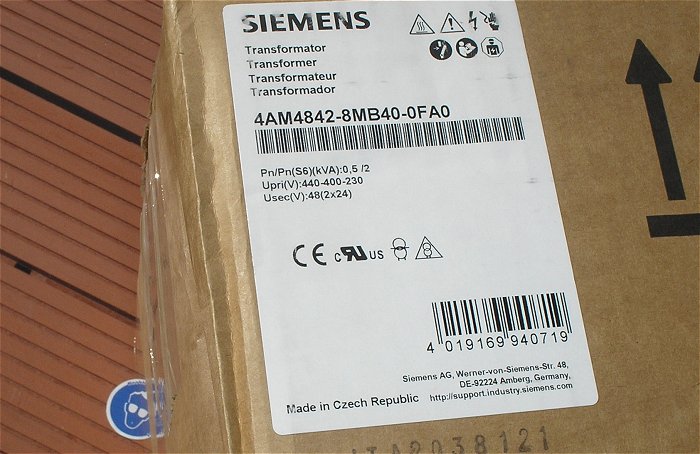 SIEMENS
Transformator
Transformer
Transformateur
Transformador
4AM4842-8MB40-0FA0
Pn/Pn(S6)(kVA):0,5 /2
Upri(V):440-400-230
Usec(V):48(2x24)
CE c RU US
4 019169 940719
Siemens AG, Werner-von-Siemens-Str. 48,
DE-92224 Amberg, Germany,
Made in Czech Republic http://support.industry.siemens.com